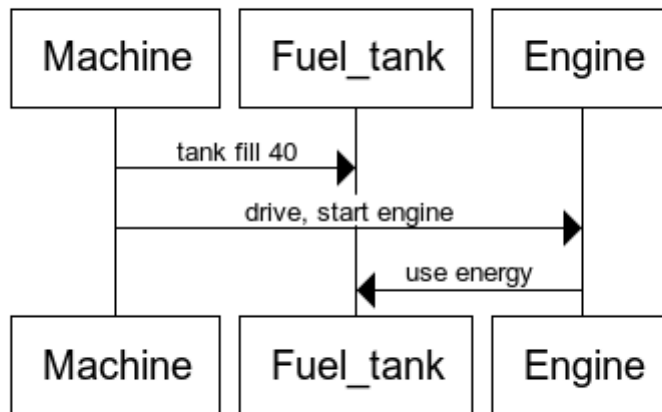 Machine
Fuel_tank
Engine
tank fill 40
drive, start engine
use energy
Machine
Fuel_tank
Engine